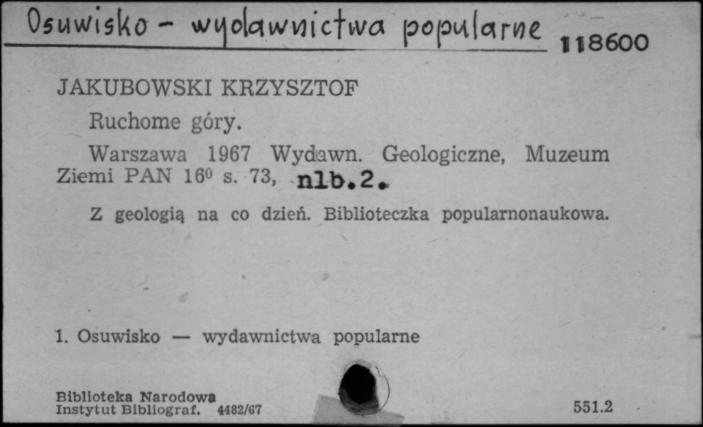 Osuwisko – wydawnictwa popularne
118600
JAKUBOWSKI KRZYSZTOF
Ruchome góry.
Warszawa 1967 Wydawn. Geologiczne, Muzeum
Ziemi PAN 16⁰ s. 73, nlb.2.
Z geologią na co dzień. Biblioteczka popularnonaukowa.
1. Osuwisko — wydawnictwa popularne
Biblioteka Narodowa
Instytut Bibliograf. 4482/67
551.2